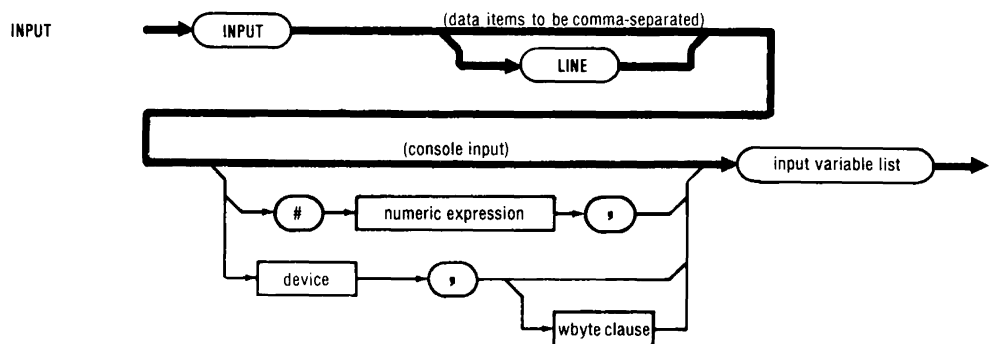 INPUT
INPUT
(data items to be comma-separated)
LINE
(console input)
input variable list
# numeric expression ,
device ,
wbyte clause